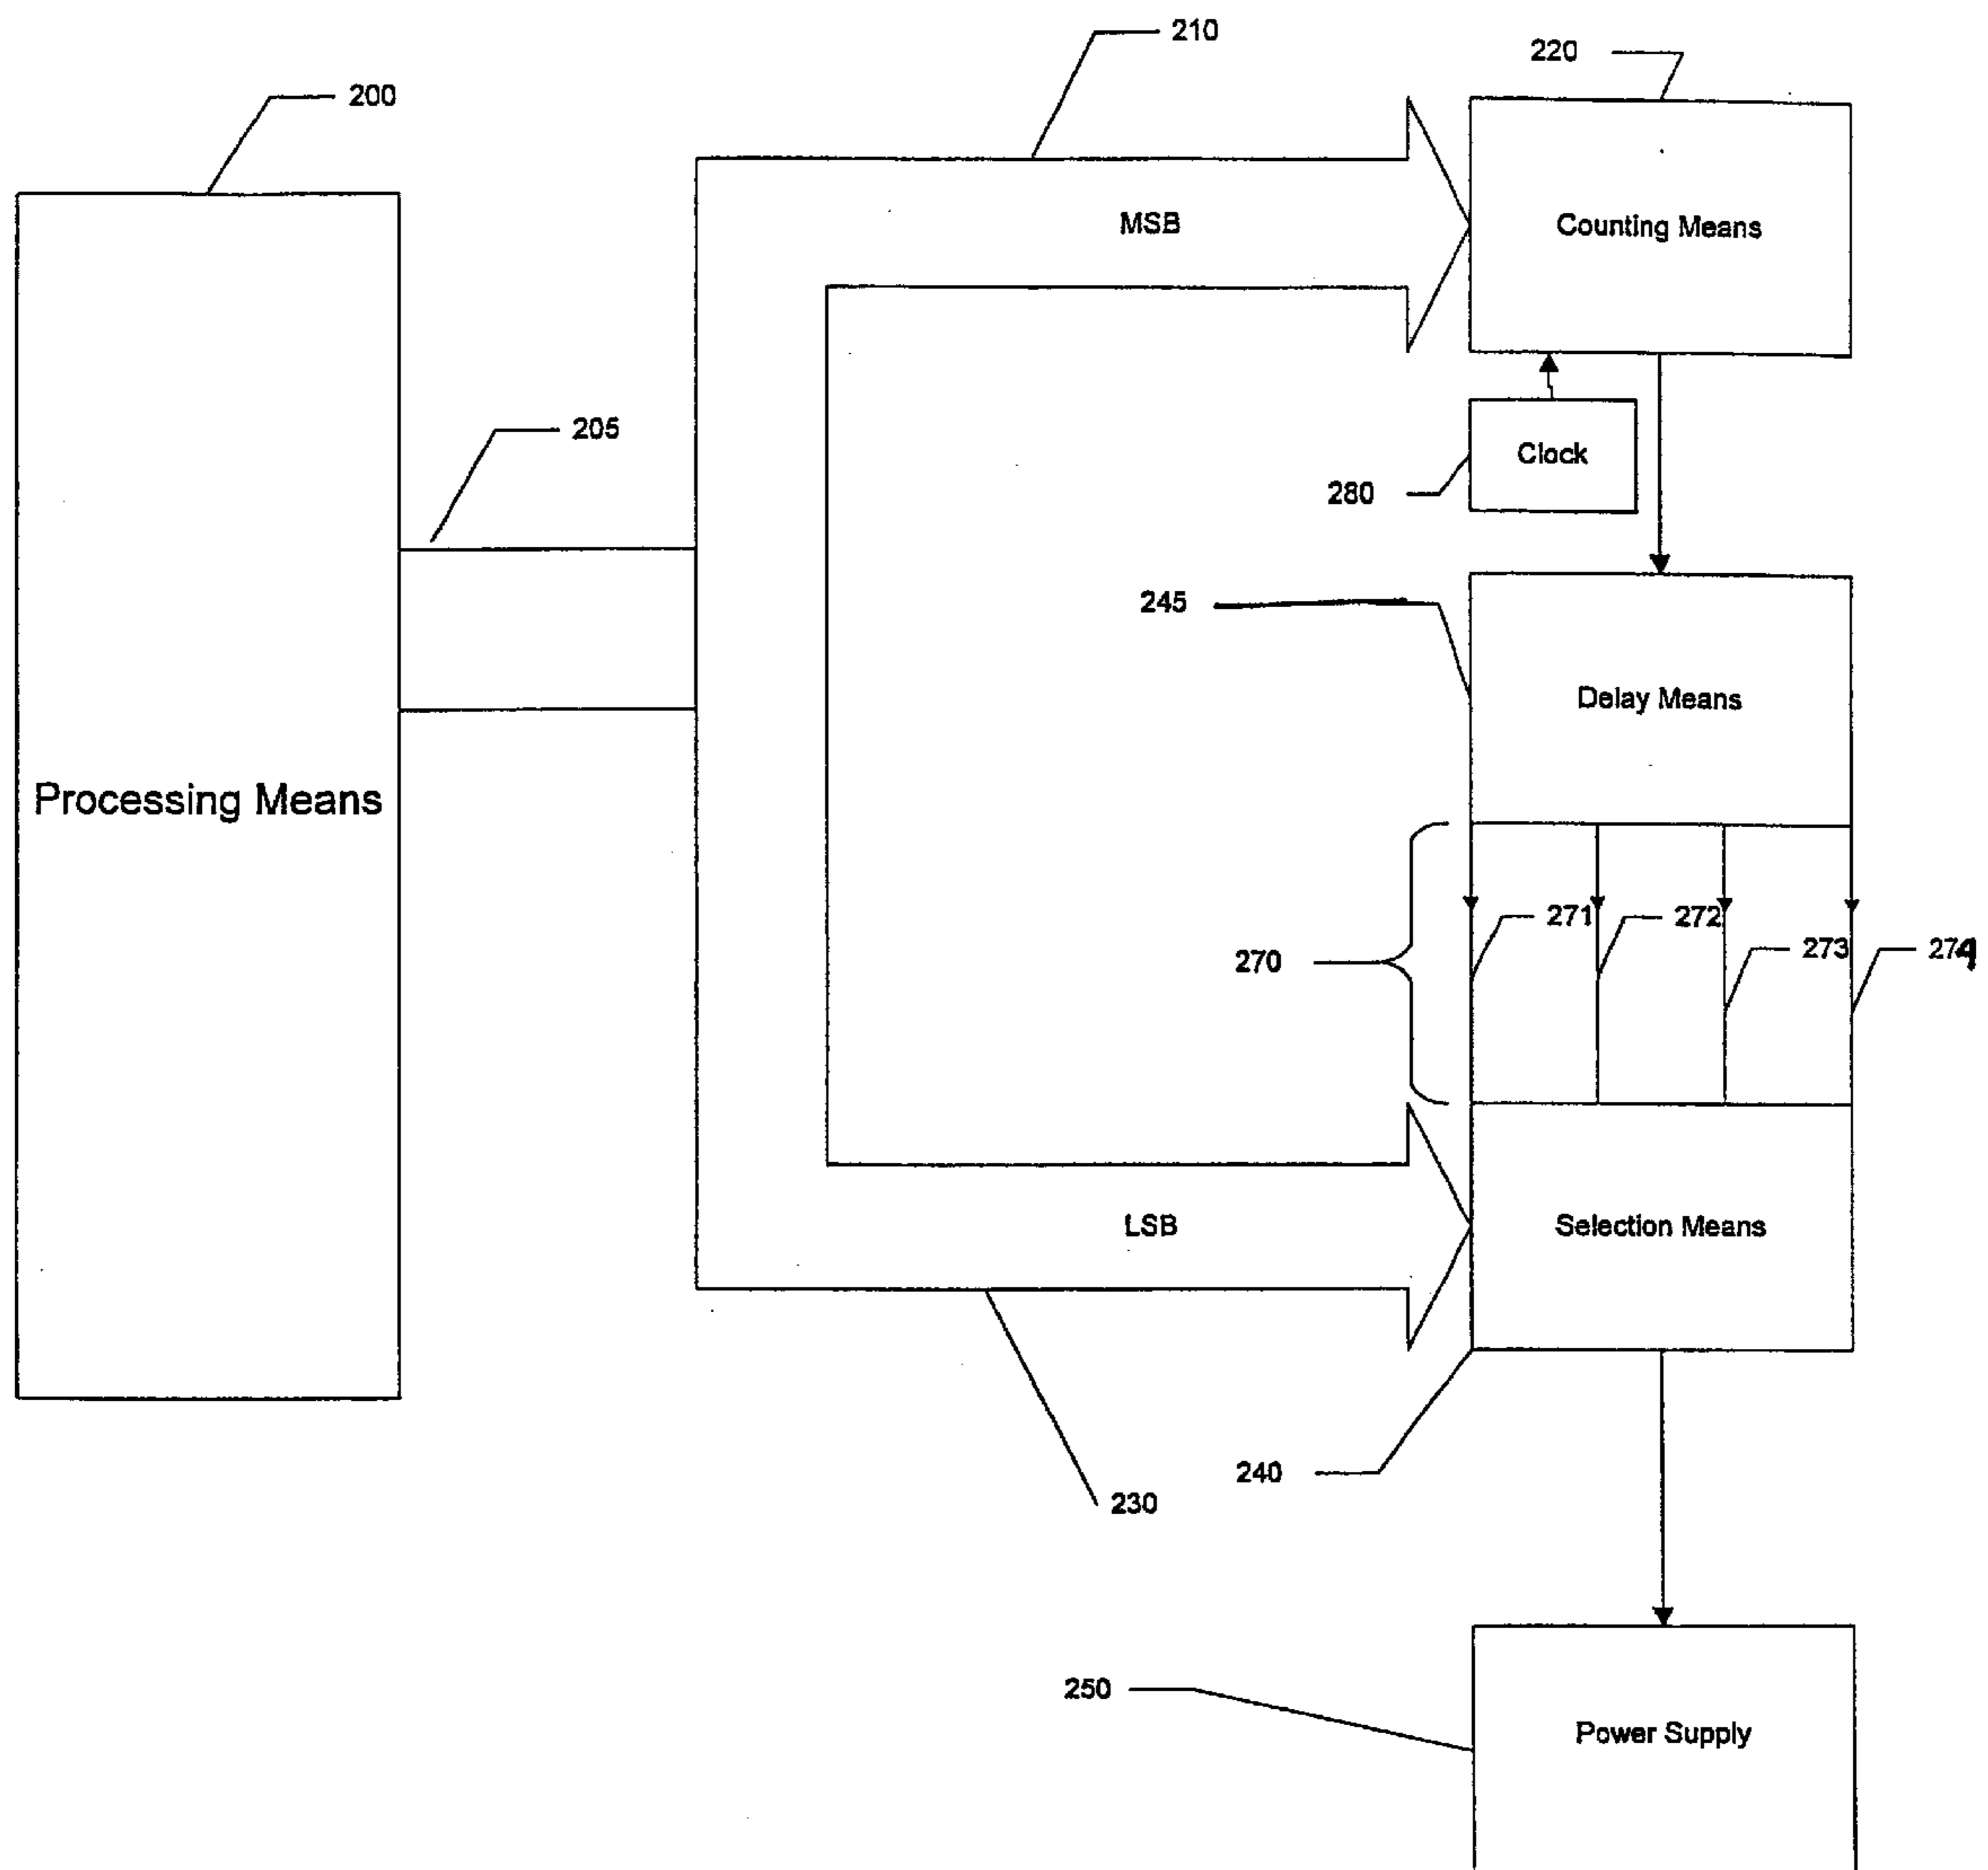 210
220
200
MSB
Counting Means
205
Clock
280
245
Delay Means
Processing Means
271
272
273
274
270
LSB
Selection Means
240
230
250
Power Supply